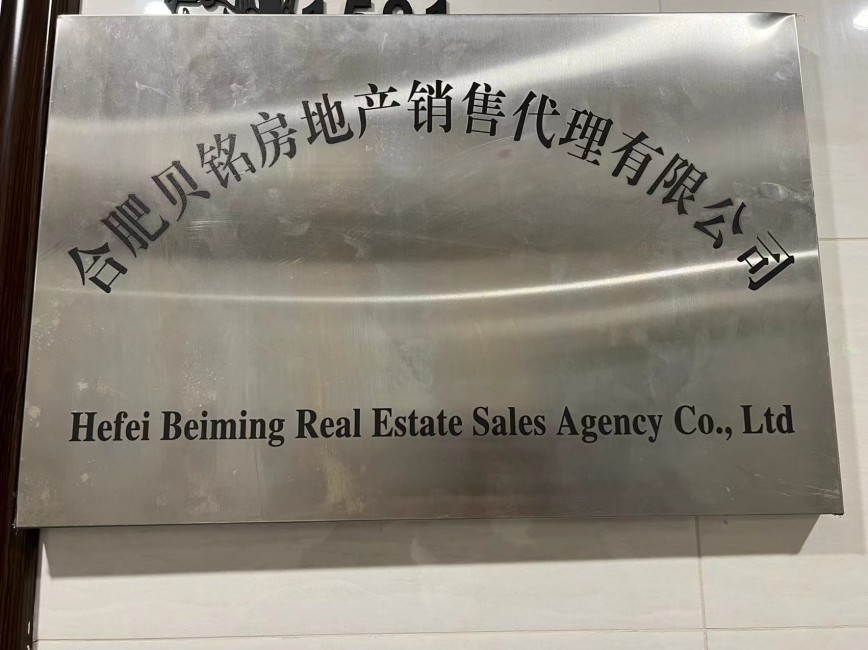 合肥贝铭房地产销售代理有限公司
Hefei Beiming Real Estate Sales Agency Co., Ltd